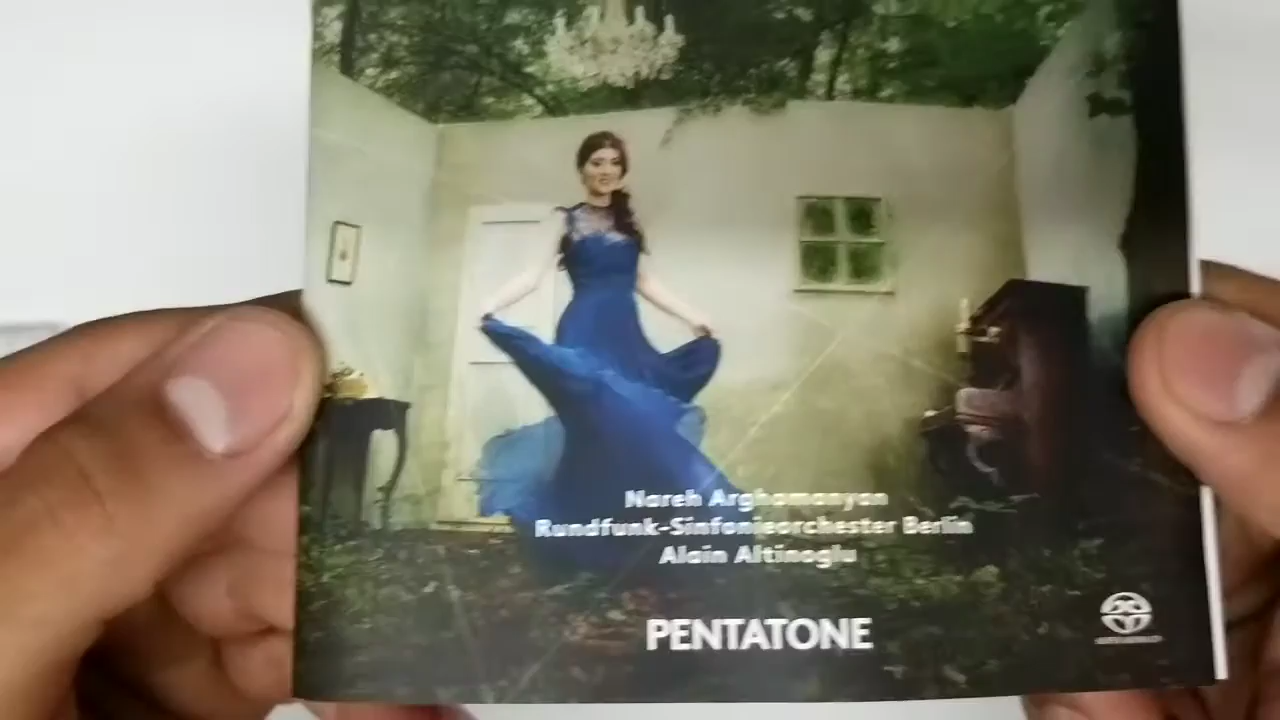 Nareh Arghamanyan
Rundfunk-Sinfonieorchester Berlin
Alain Altinoglu
PENTATONE